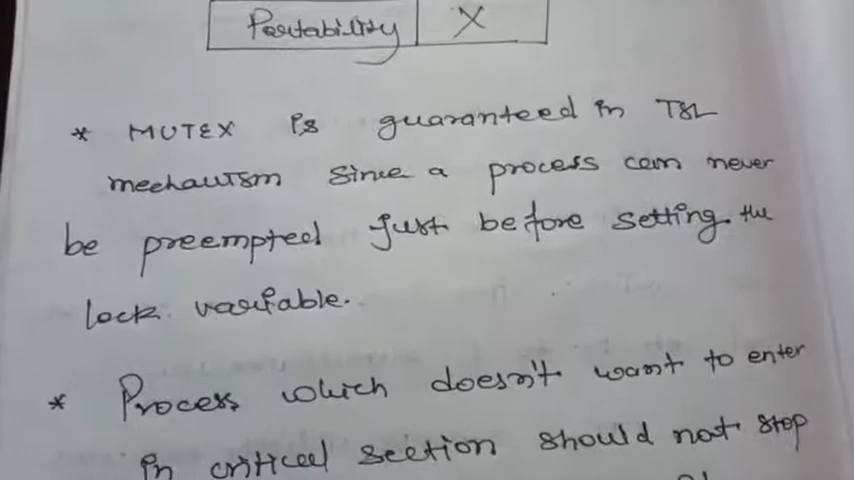 Portability X
* MUTEX is guaranteed in TSL
mechanism since a process can never
be preempted just before setting the
lock variable.
* Process which doesn't want to enter
in critical section should not stop